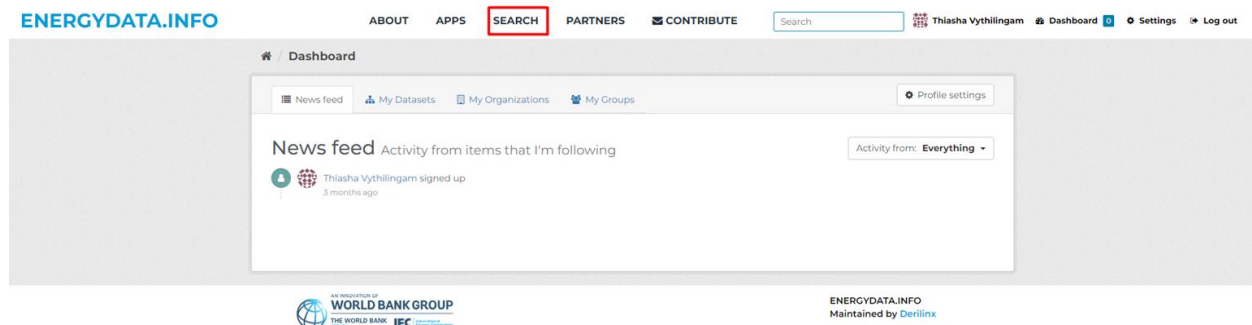 ENERGYDATA.INFO ABOUT APPS SEARCH PARTNERS CONTRIBUTE Search Thiasha Vythilingam Dashboard 0 Settings Log out
/ Dashboard
News feed My Datasets My Organizations My Groups Profile settings
News feed Activity from items that I'm following Activity from: Everything
Thiasha Vythilingam signed up
3 months ago
AN INNOVATION OF
WORLD BANK GROUP
THE WORLD BANK IFC
ENERGYDATA.INFO
Maintained by Derilinx